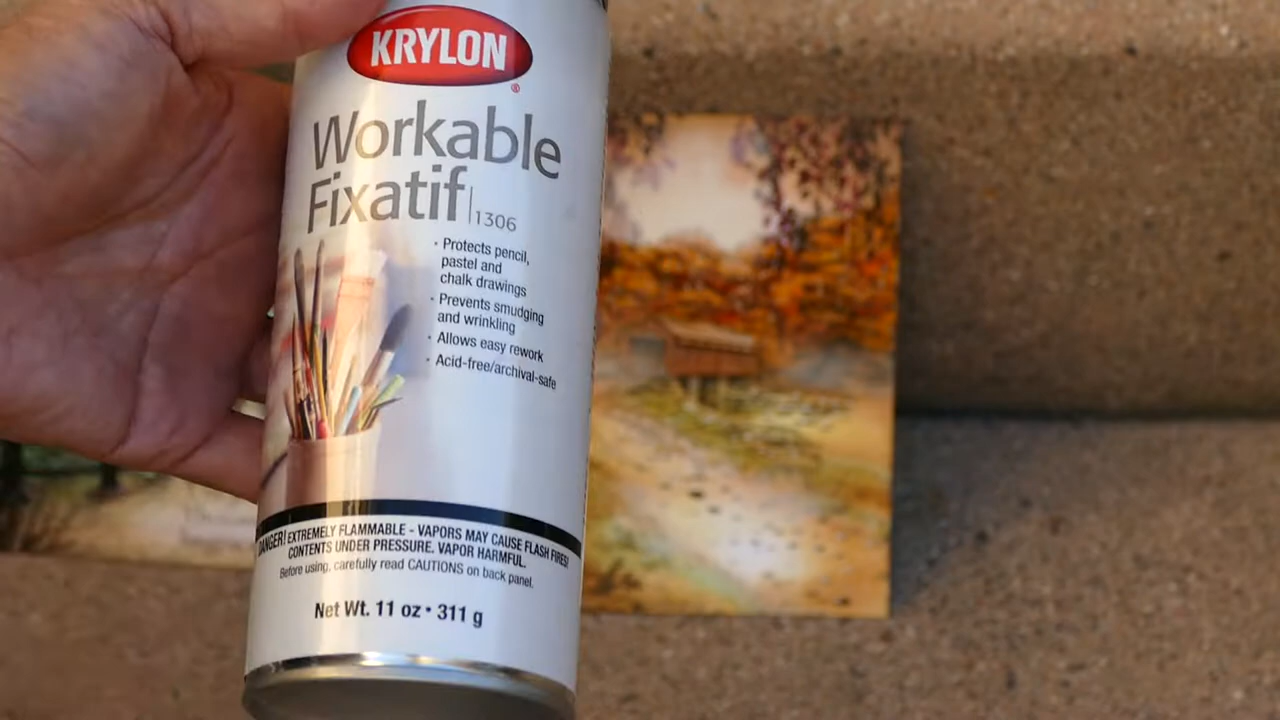 KRYLON
®
Workable
Fixatif | 1306
· Protects pencil,
pastel and
chalk drawings
· Prevents smudging
and wrinkling
· Allows easy rework
· Acid-free/archival-safe
DANGER! EXTREMELY FLAMMABLE - VAPORS MAY CAUSE FLASH FIRES!
CONTENTS UNDER PRESSURE. VAPOR HARMFUL.
Before using, carefully read CAUTIONS on back panel.
Net Wt. 11 oz • 311 g